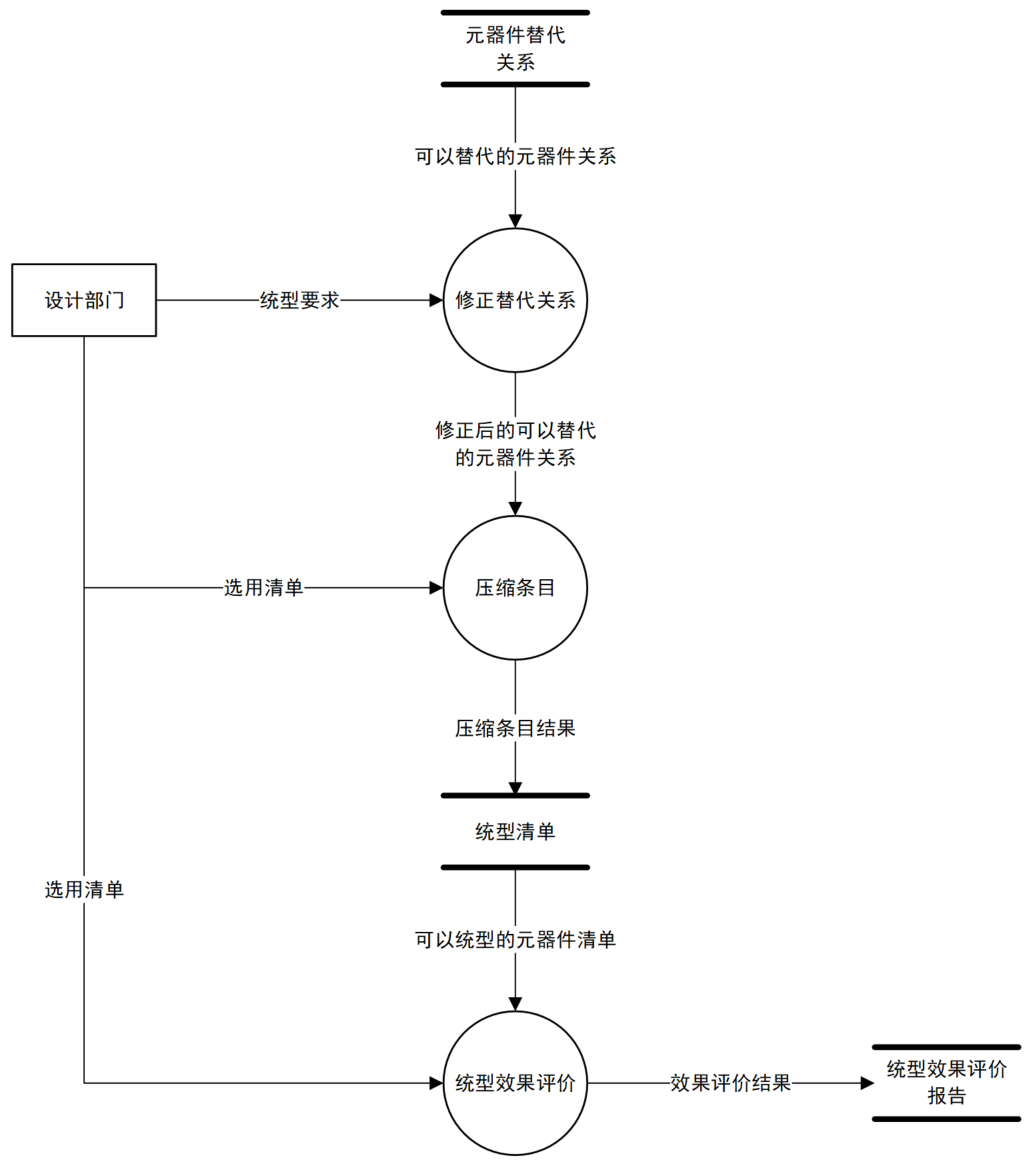 元器件替代
关系
可以替代的元器件关系
设计部门
统型要求
修正替代关系
修正后的可以替代
的元器件关系
选用清单
压缩条目
压缩条目结果
统型清单
选用清单
可以统型的元器件清单
统型效果评价
效果评价结果
统型效果评价
报告